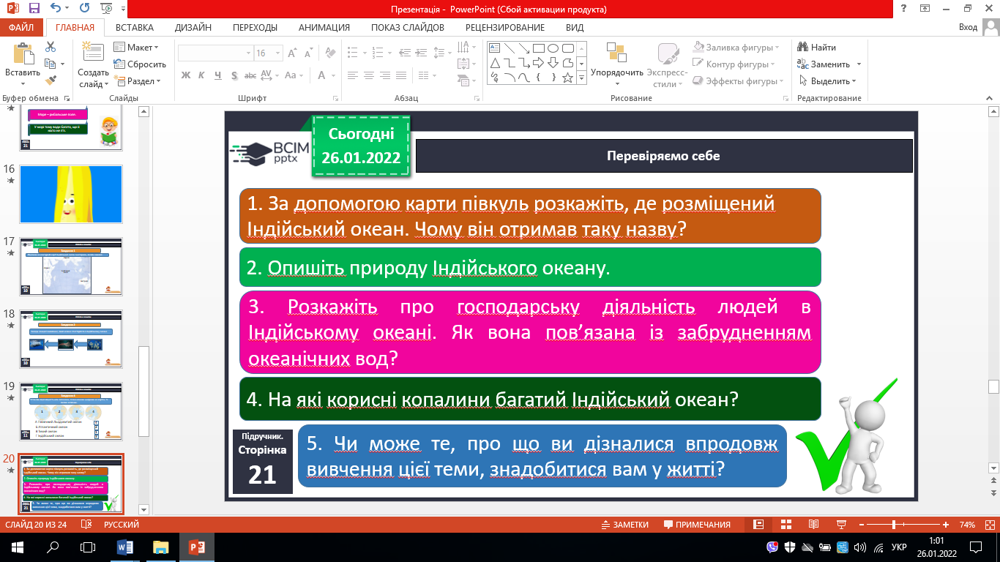 Презентація - PowerPoint (Сбой активации продукта)
ФАЙЛ
ГЛАВНАЯ
ВСТАВКА
ДИЗАЙН
ПЕРЕХОДЫ
АНИМАЦИЯ
ПОКАЗ СЛАЙДОВ
РЕЦЕНЗИРОВАНИЕ
ВИД
Вход
Вставить
Буфер обмена
Создать слайд
Макет
Сбросить
Раздел
Слайды
16
Ж К Ч S abc AV Aa A
Шрифт
Абзац
Рисование
Упорядочить
Экспресс-стили
Заливка фигуры
Контур фигуры
Эффекты фигуры
Найти
Заменить
Выделить
Редактирование
16
17
18
19
20
Сьогодні
26.01.2022
BCIM
pptx
Перевіряємо себе
1. За допомогою карти півкуль розкажіть, де розміщений
Індійський океан. Чому він отримав таку назву?
2. Опишіть природу Індійського океану.
3. Розкажіть про господарську діяльність людей в
Індійському океані. Як вона пов’язана із забрудненням
океанічних вод?
4. На які корисні копалини багатий Індійський океан?
Підручник.
Сторінка
21
5. Чи може те, про що ви дізналися впродовж
вивчення цієї теми, знадобитися вам у житті?
СЛАЙД 20 ИЗ 24
РУССКИЙ
ЗАМЕТКИ
ПРИМЕЧАНИЯ
74%
УКР
1:01
26.01.2022